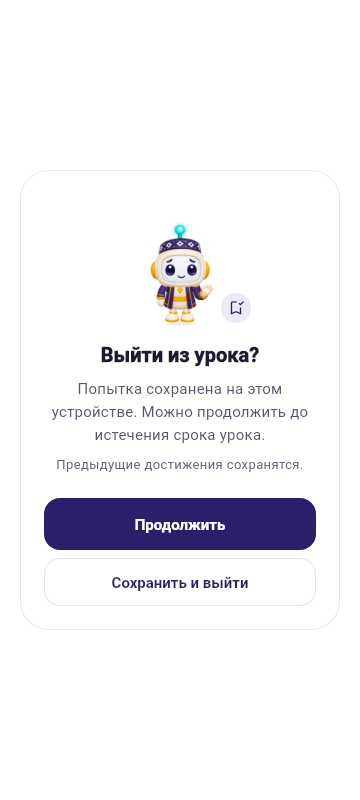 Выйти из урока?
Попытка сохранена на этом
устройстве. Можно продолжить до
истечения срока урока.
Предыдущие достижения сохранятся.
Продолжить
Сохранить и выйти